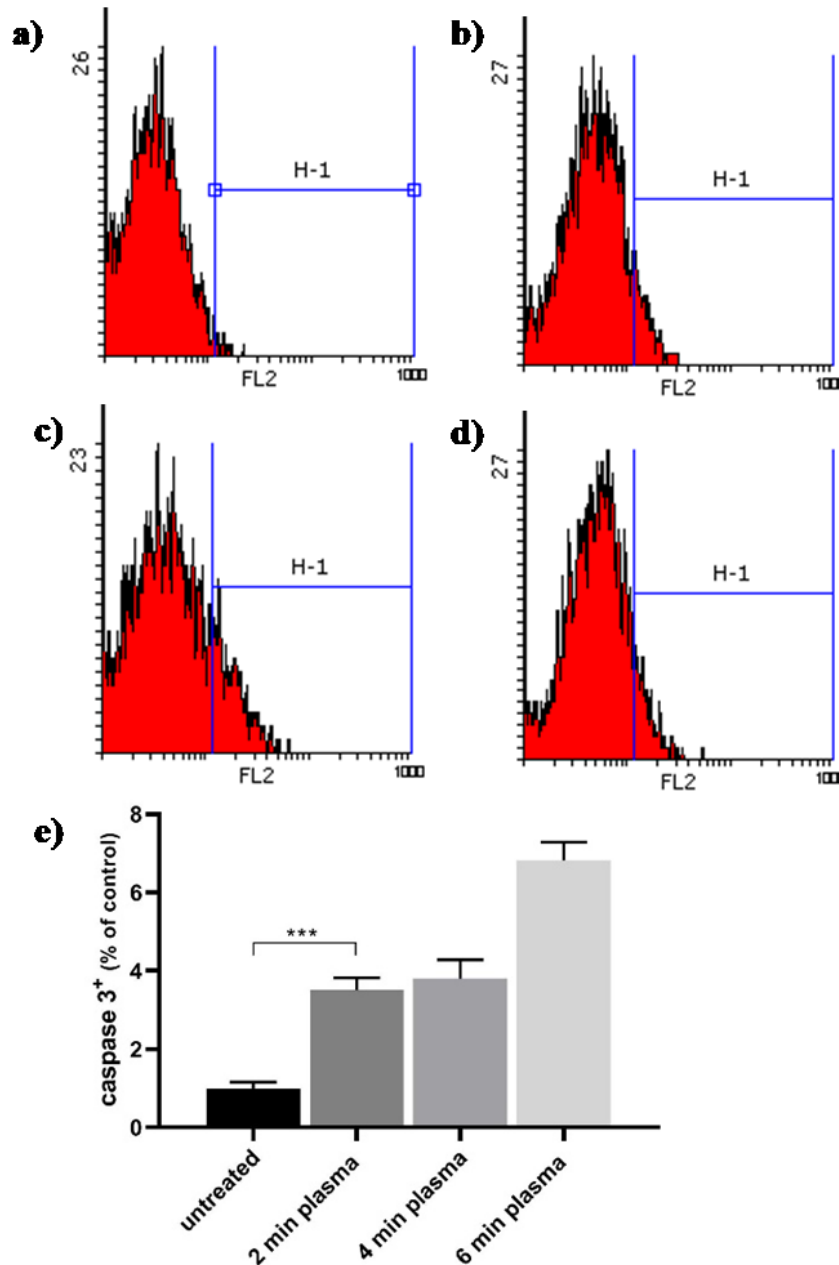 a)
26
H-1
FL2
b)
27
H-1
FL2
1000
c)
23
H-1
FL2
1000
d)
27
H-1
FL2
e)
caspase 3+ (% of control)
8
6
4
2
0
***
untreated
2 min plasma
4 min plasma
6 min plasma